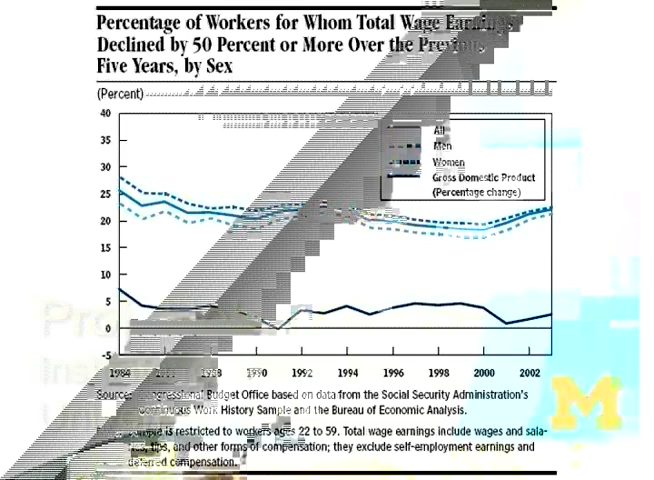 Percentage of Workers for Whom Total Wage Earnings
Declined by 50 Percent or More Over the Previous
Five Years, by Sex
(Percent)
40
35
30
25
20
15
10
5
0
-5
All
Men
Women
Gross Domestic Product
(Percentage change)
1984 1988 1990 1992 1994 1996 1998 2000 2002
Source: Congressional Budget Office based on data from the Social Security Administration's
Continuous Work History Sample and the Bureau of Economic Analysis.
is restricted to workers ages 22 to 59. Total wage earnings include wages and sala-
tips, and other forms of compensation; they exclude self-employment earnings and
deferred compensation.
M